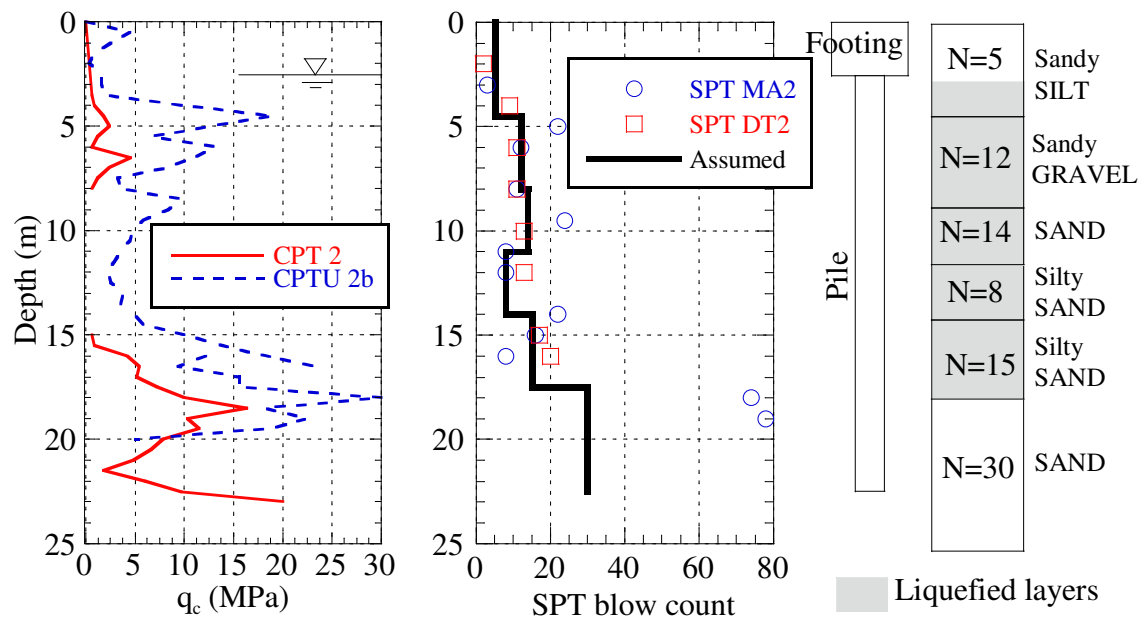 0
5
10
15
20
25
Depth (m)
0
5
10
15
20
25
30
q_c (MPa)
CPT 2
CPTU 2b
0
5
10
15
20
25
0
20
40
60
80
SPT blow count
SPT MA2
SPT DT2
Assumed
Footing
Pile
N=5
Sandy
SILT
N=12
Sandy
GRAVEL
N=14
SAND
N=8
Silty
SAND
N=15
Silty
SAND
N=30
SAND
Liquefied layers